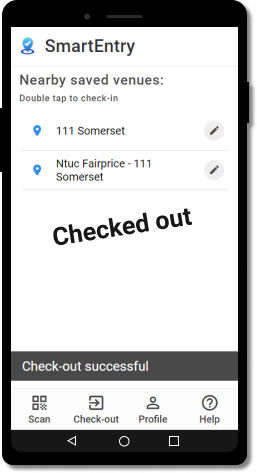 SmartEntry
Nearby saved venues:
Double tap to check-in
111 Somerset
Ntuc Fairprice - 111
Somerset
Checked out
Check-out successful
Scan
Check-out
Profile
Help